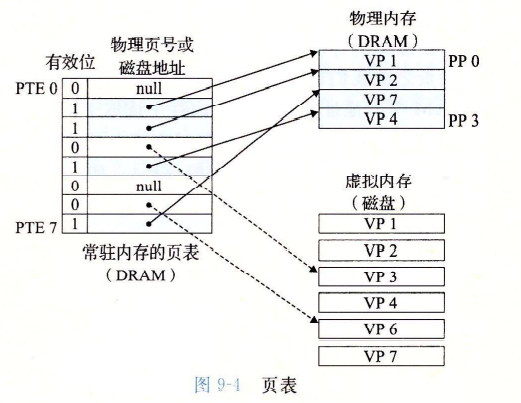 物理内存
（DRAM）
VP 1
PP 0
VP 2
VP 7
VP 4
PP 3
有效位
物理页号或
磁盘地址
PTE 0
0
null
1
1
0
1
0
null
0
PTE 7
1
常驻内存的页表
（DRAM）
虚拟内存
（磁盘）
VP 1
VP 2
VP 3
VP 4
VP 6
VP 7
图 9-4 页表